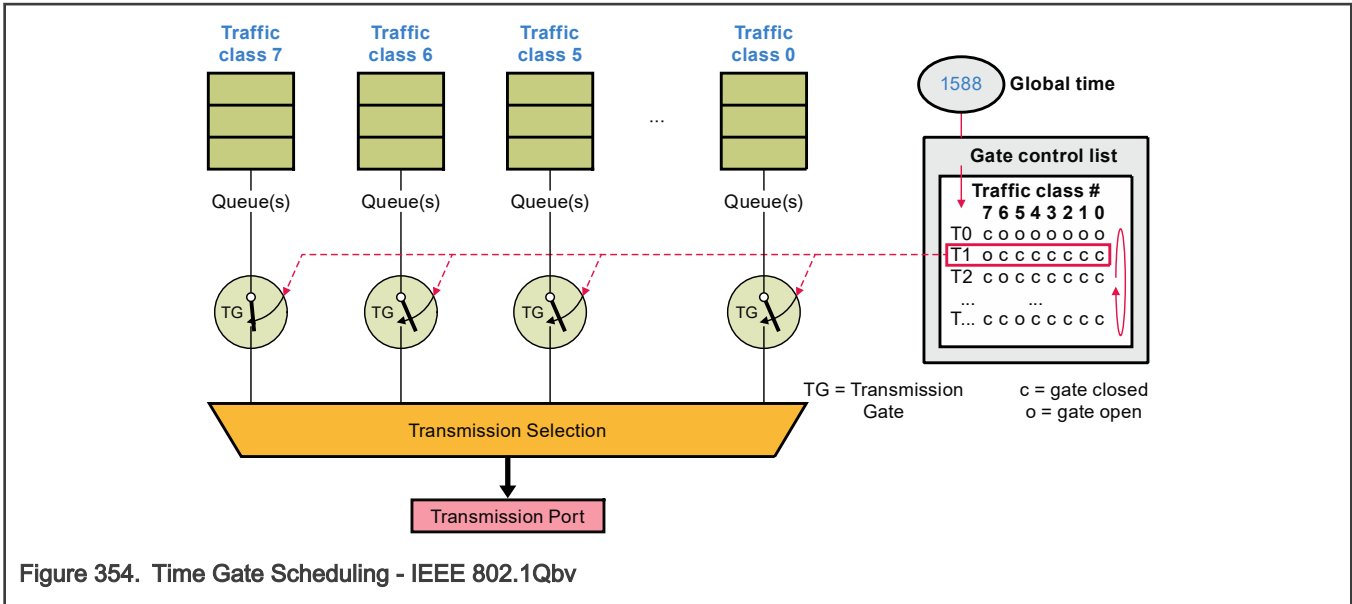 Traffic class 7
Traffic class 6
Traffic class 5
Traffic class 0
...
1588
Global time
Gate control list
Queue(s)
Queue(s)
Queue(s)
Queue(s)
Traffic class #
7 6 5 4 3 2 1 0
T0 c o o o o o o o
T1 o c c c c c c c
T2 c o c c c c c c
... ...
T... c c o c c c c c
TG
TG
TG
TG
TG = Transmission Gate
c = gate closed
o = gate open
Transmission Selection
Transmission Port
Figure 354. Time Gate Scheduling - IEEE 802.1Qbv